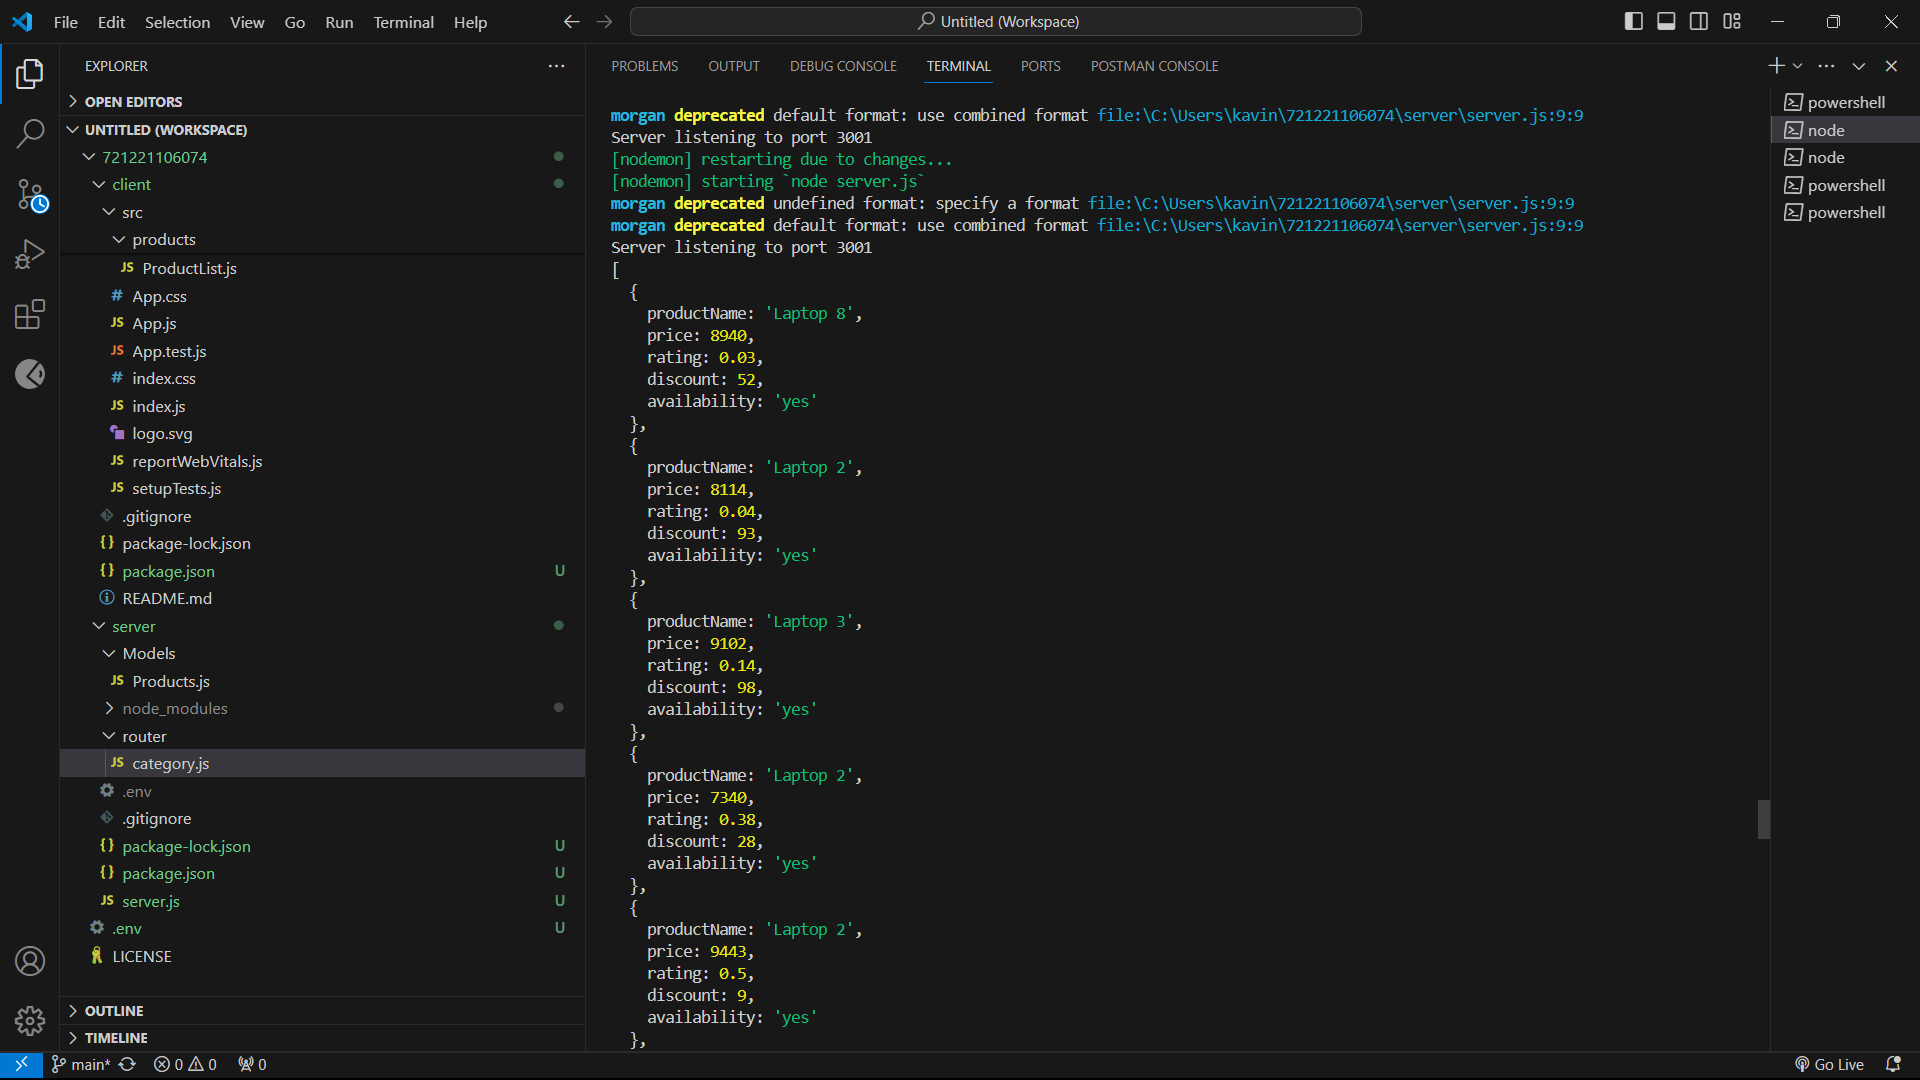 File Edit Selection View Go Run Terminal Help
Untitled (Workspace)
EXPLORER
OPEN EDITORS
UNTITLED (WORKSPACE)
721221106074
client
src
products
JS ProductList.js
# App.css
JS App.js
JS App.test.js
# index.css
JS index.js
logo.svg
JS reportWebVitals.js
JS setupTests.js
.gitignore
{} package-lock.json
{} package.json U
README.md
server
Models
JS Products.js
node_modules
router
JS category.js
.env
.gitignore
{} package-lock.json U
{} package.json U
JS server.js U
.env U
LICENSE
OUTLINE
TIMELINE
PROBLEMS OUTPUT DEBUG CONSOLE TERMINAL PORTS POSTMAN CONSOLE
morgan deprecated default format: use combined format file:\C:\Users\kavin\721221106074\server\server.js:9:9
Server listening to port 3001
[nodemon] restarting due to changes...
[nodemon] starting `node server.js`
morgan deprecated undefined format: specify a format file:\C:\Users\kavin\721221106074\server\server.js:9:9
morgan deprecated default format: use combined format file:\C:\Users\kavin\721221106074\server\server.js:9:9
Server listening to port 3001
[
{
productName: 'Laptop 8',
price: 8940,
rating: 0.03,
discount: 52,
availability: 'yes'
},
{
productName: 'Laptop 2',
price: 8114,
rating: 0.04,
discount: 93,
availability: 'yes'
},
{
productName: 'Laptop 3',
price: 9102,
rating: 0.14,
discount: 98,
availability: 'yes'
},
{
productName: 'Laptop 2',
price: 7340,
rating: 0.38,
discount: 28,
availability: 'yes'
},
{
productName: 'Laptop 2',
price: 9443,
rating: 0.5,
discount: 9,
availability: 'yes'
},
powershell
node
node
powershell
powershell
main* 0 0 0
Go Live